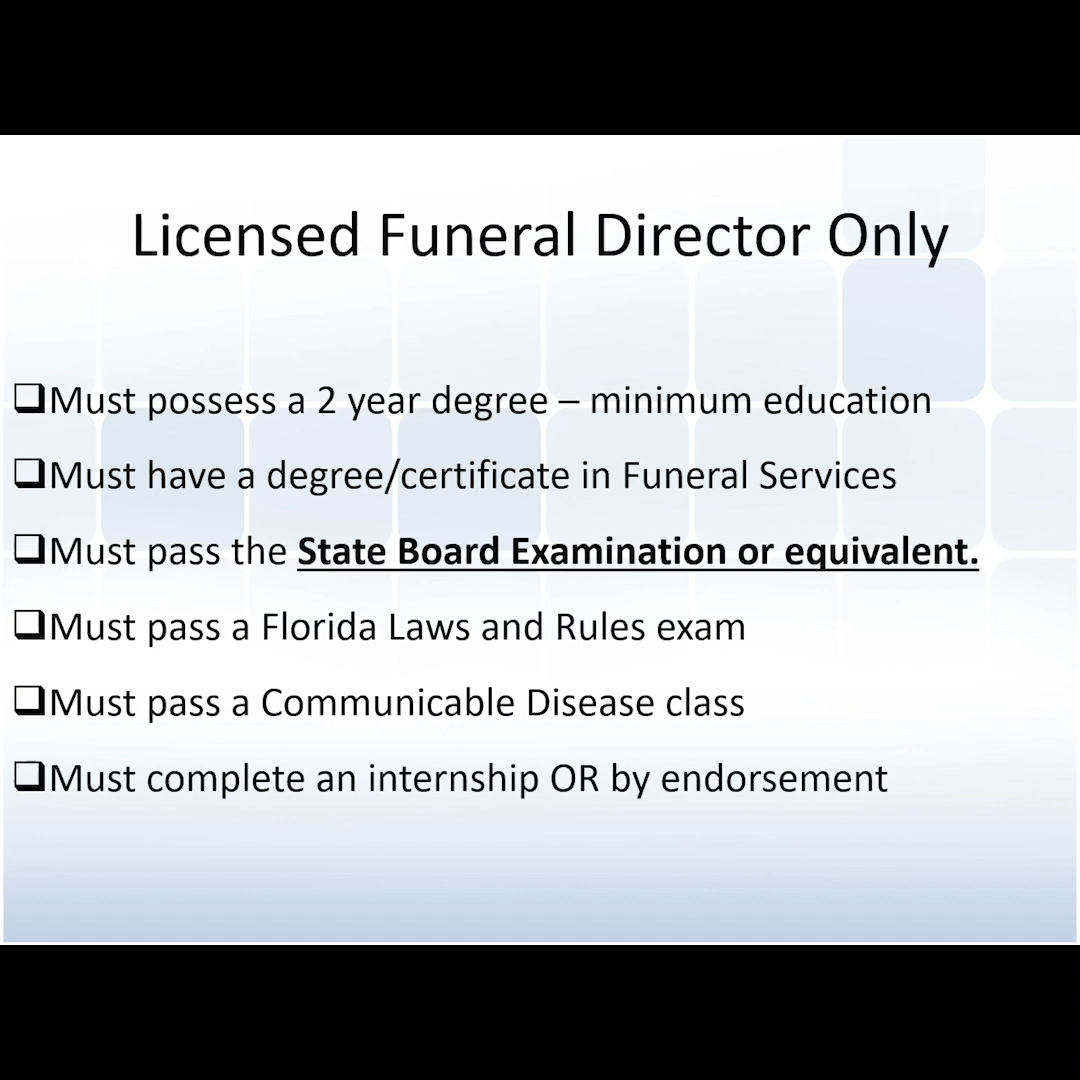 Licensed Funeral Director Only
❑Must possess a 2 year degree – minimum education
❑Must have a degree/certificate in Funeral Services
❑Must pass the State Board Examination or equivalent.
❑Must pass a Florida Laws and Rules exam
❑Must pass a Communicable Disease class
❑Must complete an internship OR by endorsement